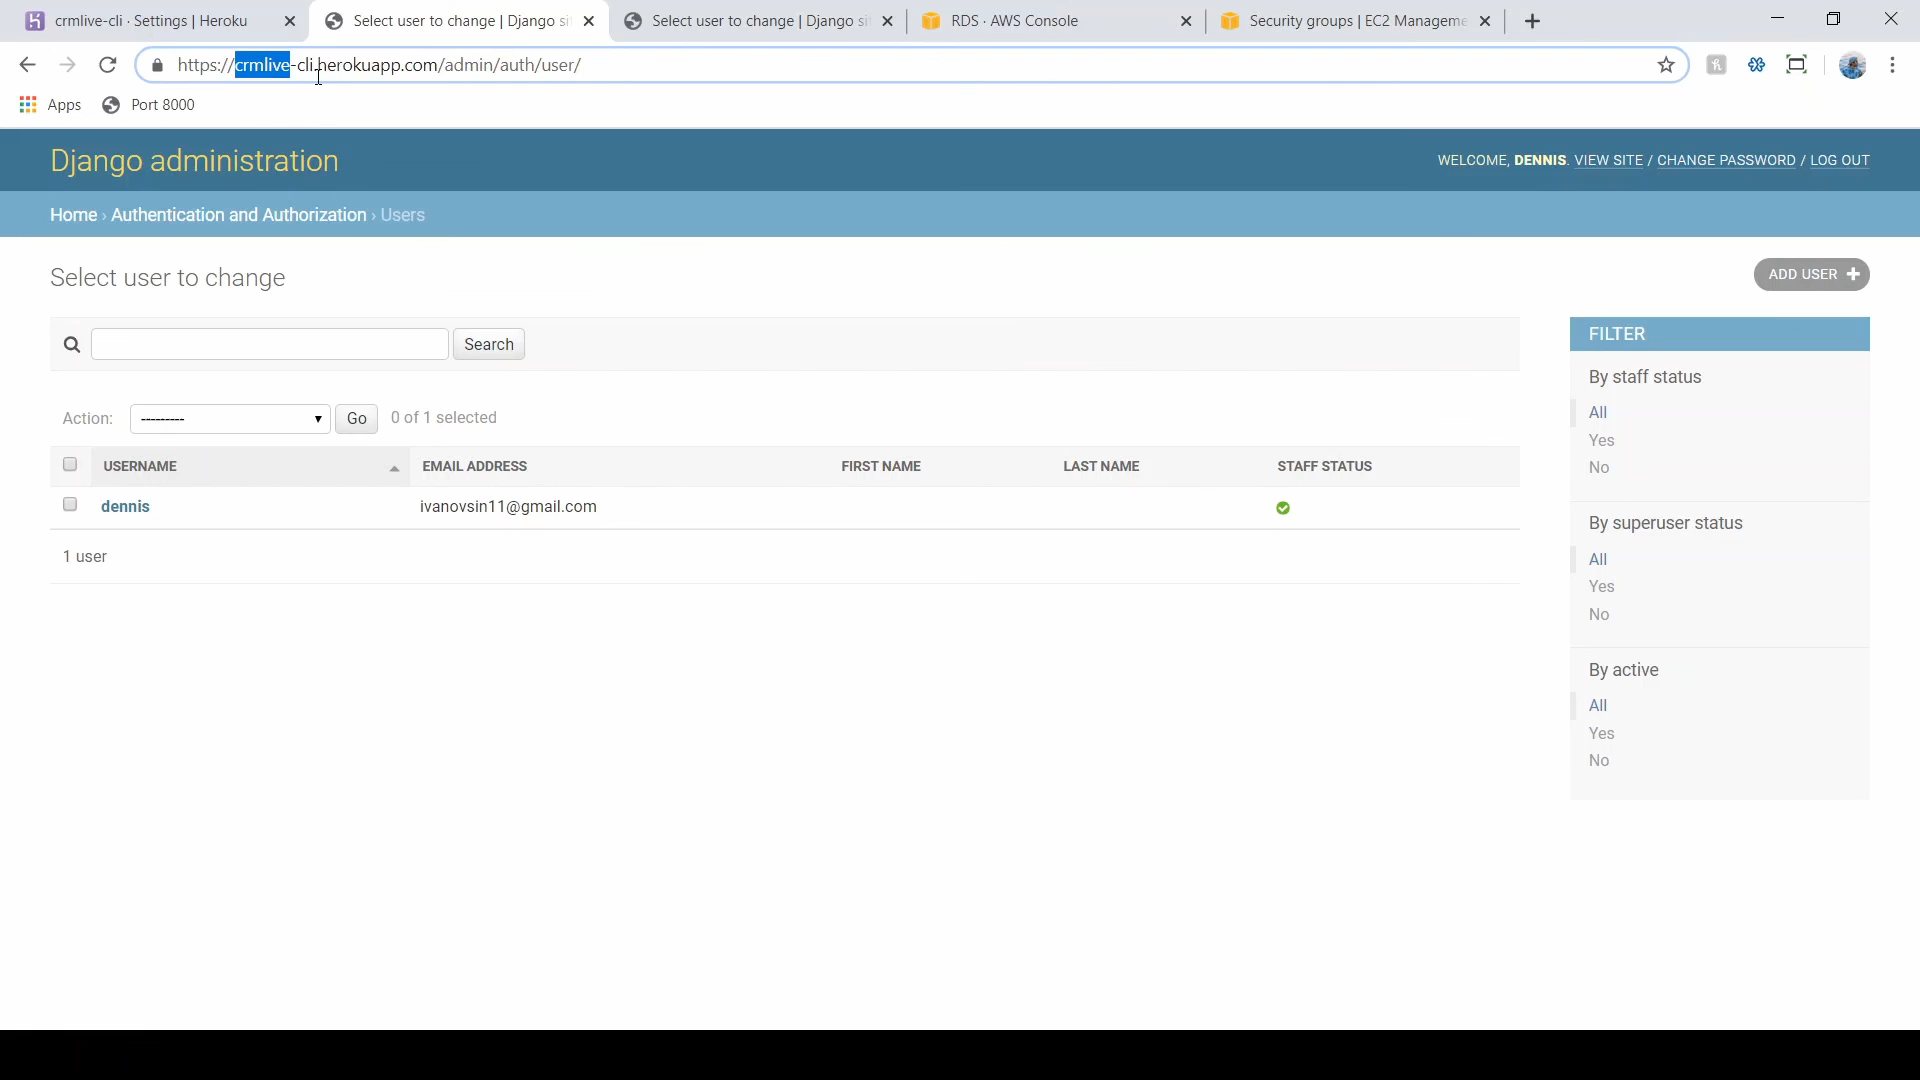 crmlive-cli · Settings | Heroku
Select user to change | Django si
Select user to change | Django si
RDS · AWS Console
Security groups | EC2 Manageme
https://crmlive-cli.herokuapp.com/admin/auth/user/
Apps
Port 8000
Django administration
WELCOME, DENNIS. VIEW SITE / CHANGE PASSWORD / LOG OUT
Home › Authentication and Authorization › Users
Select user to change
ADD USER
Search
FILTER
By staff status
All
Yes
No
Action: --------- Go 0 of 1 selected
USERNAME EMAIL ADDRESS FIRST NAME LAST NAME STAFF STATUS
dennis ivanovsin11@gmail.com
1 user
By superuser status
All
Yes
No
By active
All
Yes
No